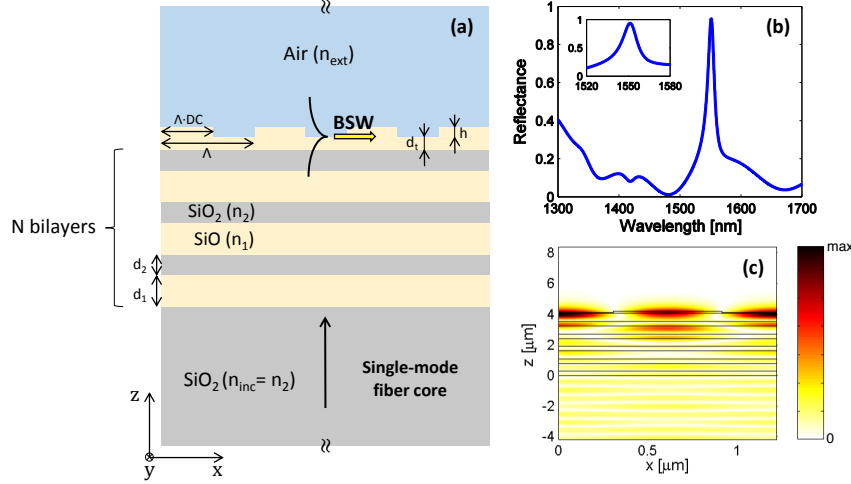 (a)
Air (n_ext)
Λ·DC
BSW
h
d_t
Λ
N bilayers
SiO₂ (n₂)
SiO (n₁)
d₂
d₁
SiO₂ (n_inc= n₂)
Single-mode
fiber core
z
y
x
(b)
Reflectance
1
0.8
0.6
0.4
0.2
0
1
0.5
0
1520
1550
1580
1300
1400
1500
1600
1700
Wavelength [nm]
(c)
z [μm]
8
6
4
2
0
-2
-4
0
0.5
1
x [μm]
max
0